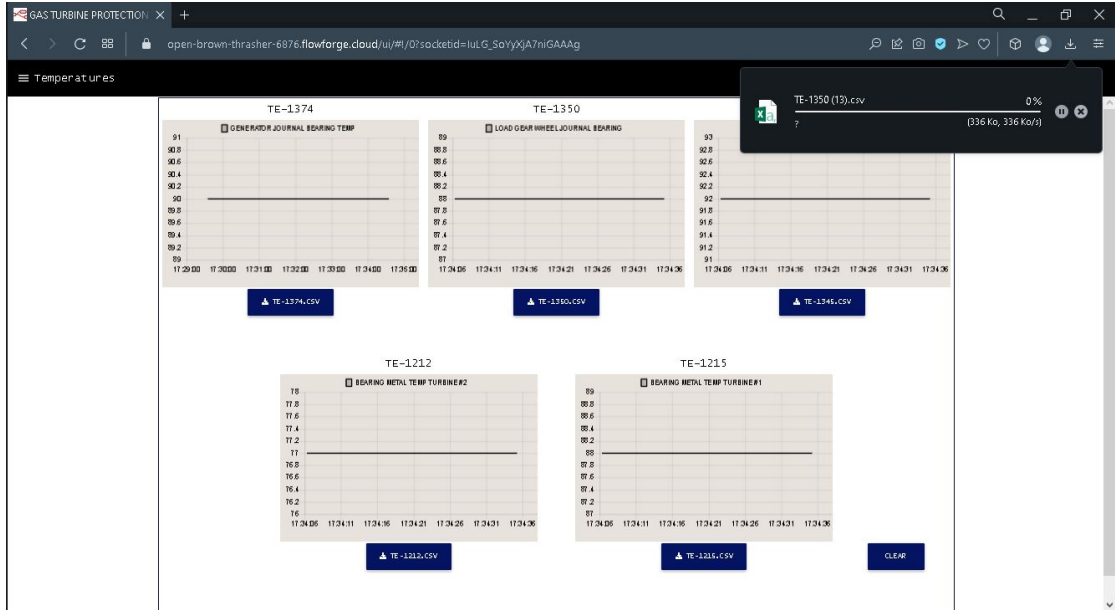 GAS TURBINE PROTECTION
open-brown-thrasher-6876.flowforge.cloud/ui/#!/0?socketid=IuLG_SoYyXjA7niGAAAg
Temperatures
TE-1350 (13).csv 0%
? (336 Ko, 336 Ko/s)
TE-1374
GENERATOR JOURNAL BEARING TEMP
91
90.8
90.6
90.4
90.2
90
89.8
89.6
89.4
89.2
89
17:29:00 17:30:00 17:31:00 17:32:00 17:33:00 17:34:00 17:35:00
TE-1374.CSV
TE-1350
LOAD GEAR WHEEL JOURNAL BEARING
89
88.8
88.6
88.4
88.2
88
87.8
87.6
87.4
87.2
87
17:34:06 17:34:11 17:34:16 17:34:21 17:34:26 17:34:31 17:34:36
TE-1350.CSV
93
92.8
92.6
92.4
92.2
92
91.8
91.6
91.4
91.2
91
17:34:06 17:34:11 17:34:16 17:34:21 17:34:26 17:34:31 17:34:36
TE-1345.CSV
TE-1212
BEARING METAL TEMP TURBINE #2
78
77.8
77.6
77.4
77.2
77
76.8
76.6
76.4
76.2
76
17:34:06 17:34:11 17:34:16 17:34:21 17:34:26 17:34:31 17:34:36
TE-1212.CSV
TE-1215
BEARING METAL TEMP TURBINE #1
89
88.8
88.6
88.4
88.2
88
87.8
87.6
87.4
87.2
87
17:34:06 17:34:11 17:34:16 17:34:21 17:34:26 17:34:31 17:34:36
TE-1215.CSV
CLEAR